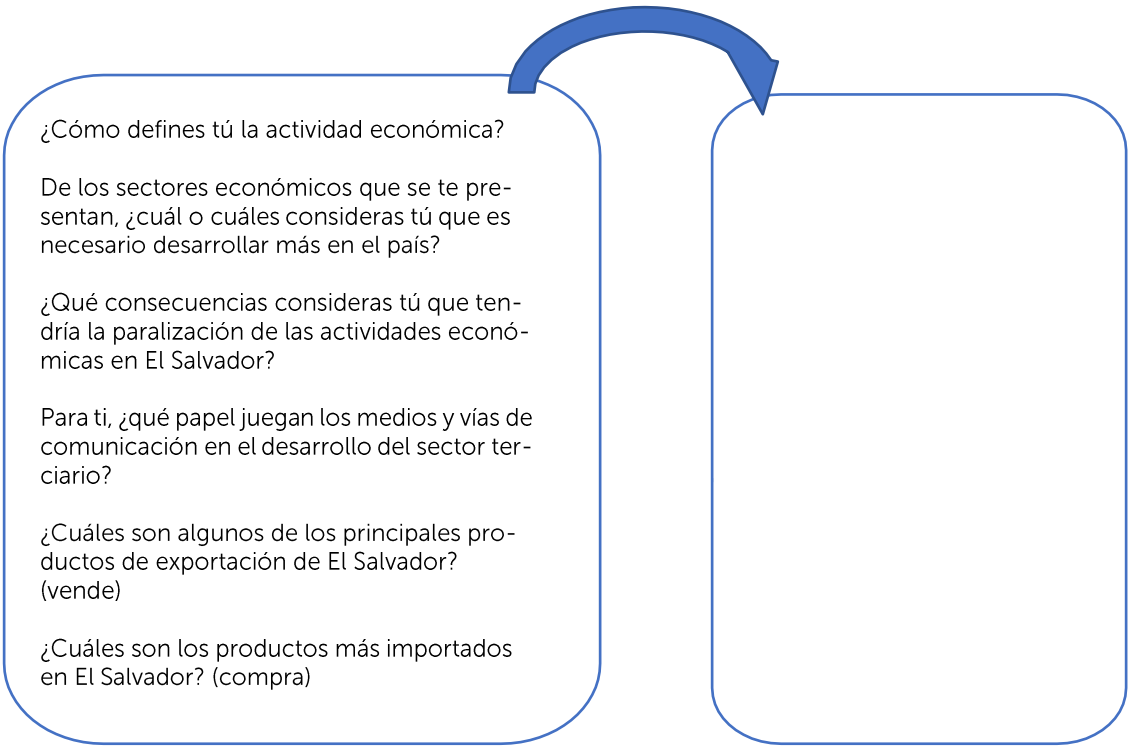 ¿Cómo defines tú la actividad económica?
De los sectores económicos que se te pre-
sentan, ¿cuál o cuáles consideras tú que es
necesario desarrollar más en el país?
¿Qué consecuencias consideras tú que ten-
dría la paralización de las actividades econó-
micas en El Salvador?
Para ti, ¿qué papel juegan los medios y vías de
comunicación en el desarrollo del sector ter-
ciario?
¿Cuáles son algunos de los principales pro-
ductos de exportación de El Salvador?
(vende)
¿Cuáles son los productos más importados
en El Salvador? (compra)